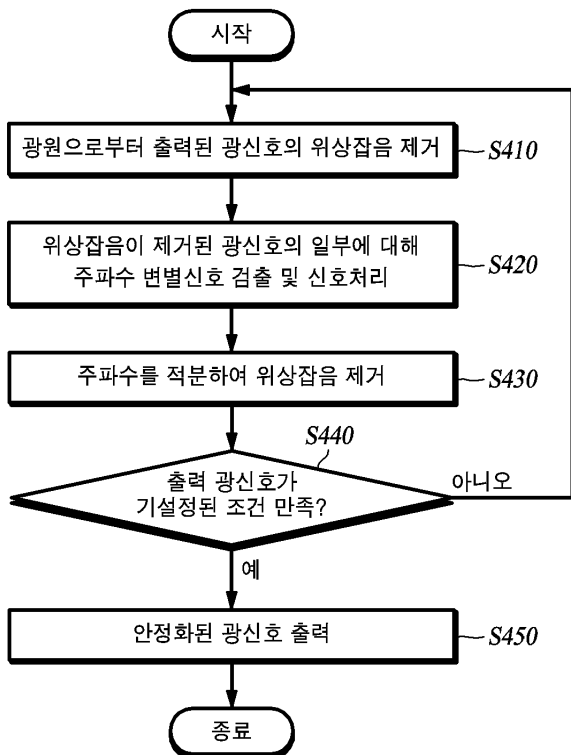 시작
광원으로부터 출력된 광신호의 위상잡음 제거
S410
위상잡음이 제거된 광신호의 일부에 대해
주파수 변별신호 검출 및 신호처리
S420
주파수를 적분하여 위상잡음 제거
S430
S440
출력 광신호가
기설정된 조건 만족?
아니오
예
안정화된 광신호 출력
S450
종료